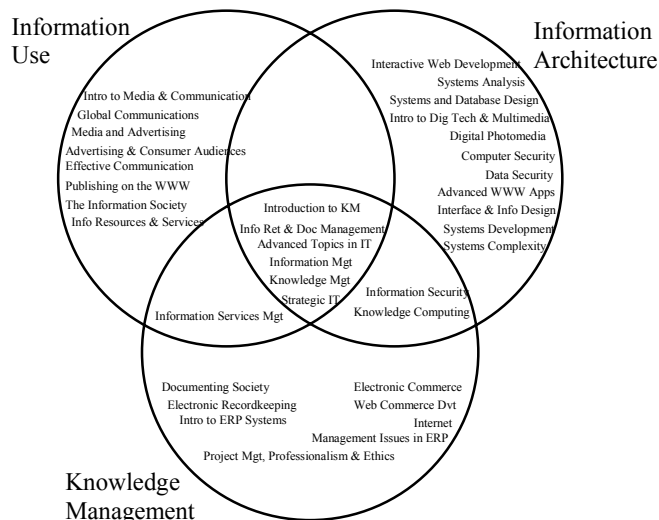 Information
Use
Information
Architecture
Intro to Media & Communication
Global Communications
Media and Advertising
Advertising & Consumer Audiences
Effective Communication
Publishing on the WWW
The Information Society
Info Resources & Services
Interactive Web Development
Systems Analysis
Systems and Database Design
Intro to Dig Tech & Multimedia
Digital Photomedia
Computer Security
Data Security
Advanced WWW Apps
Interface & Info Design
Systems Development
Systems Complexity
Introduction to KM
Info Ret & Doc Management
Advanced Topics in IT
Information Mgt
Knowledge Mgt
Strategic IT
Information Services Mgt
Information Security
Knowledge Computing
Documenting Society
Electronic Recordkeeping
Intro to ERP Systems
Electronic Commerce
Web Commerce Dvt
Internet
Management Issues in ERP
Project Mgt, Professionalism & Ethics
Knowledge
Management